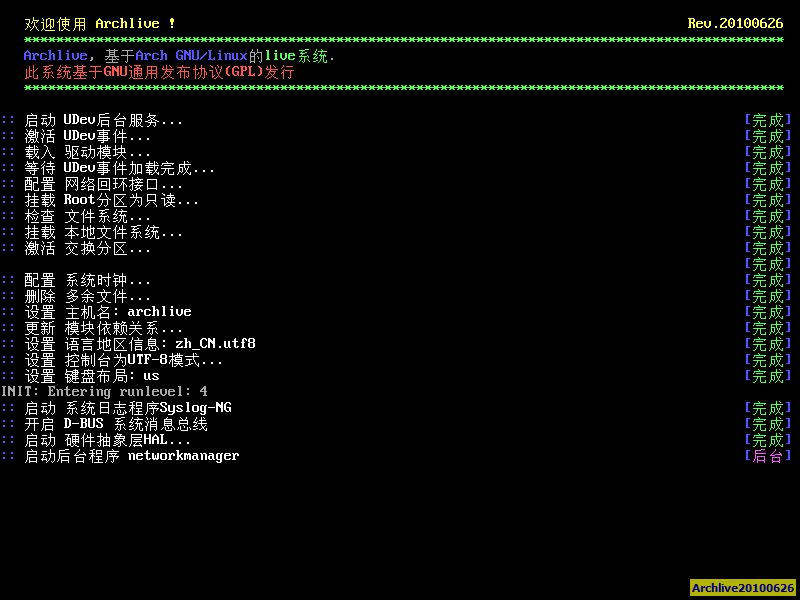 欢迎使用 Archlive ! Rev.20100626
***********************************************************************************************
Archlive, 基于Arch GNU/Linux的live系统.
此系统基于GNU通用发布协议(GPL)发行
***********************************************************************************************
:: 启动 UDev后台服务... [完成]
:: 激活 UDev事件... [完成]
:: 载入 驱动模块... [完成]
:: 等待 UDev事件加载完成... [完成]
:: 配置 网络回环接口... [完成]
:: 挂载 Root分区为只读... [完成]
:: 检查 文件系统... [完成]
:: 挂载 本地文件系统... [完成]
:: 激活 交换分区... [完成]
[完成]
:: 配置 系统时钟... [完成]
:: 删除 多余文件... [完成]
:: 设置 主机名: archlive [完成]
:: 更新 模块依赖关系... [完成]
:: 设置 语言地区信息: zh_CN.utf8 [完成]
:: 设置 控制台为UTF-8模式... [完成]
:: 设置 键盘布局: us [完成]
INIT: Entering runlevel: 4
:: 启动 系统日志程序Syslog-NG [完成]
:: 开启 D-BUS 系统消息总线 [完成]
:: 启动 硬件抽象层HAL... [完成]
:: 启动后台程序 networkmanager [后台]
Archlive20100626